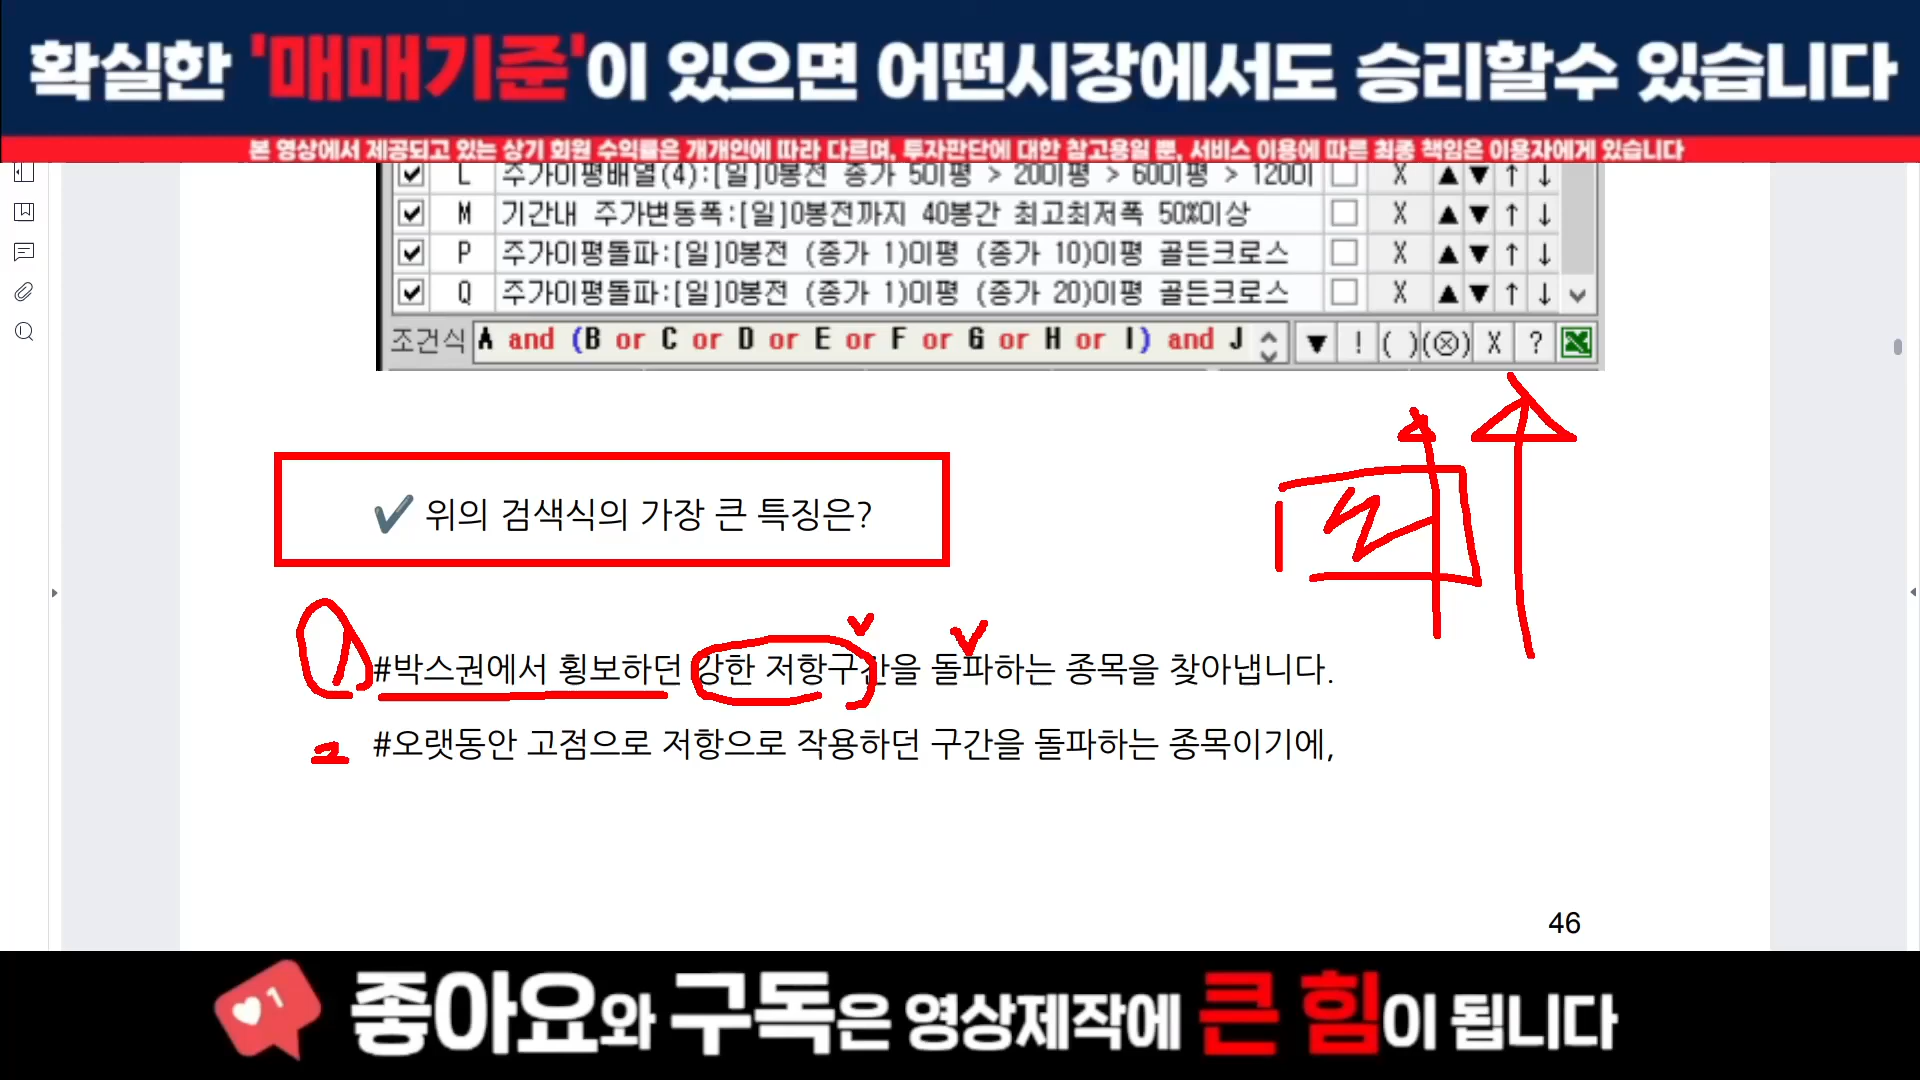 확실한 '매매기준'이 있으면 어떤시장에서도 승리할수 있습니다
본 영상에서 제공되고 있는 상기 회원 수익률은 개개인에 따라 다르며, 투자판단에 대한 참고용일 뿐, 서비스 이용에 따른 최종 책임은 이용자에게 있습니다
L 주가이평배열(4):[일]0봉전 종가 5이평 > 20이평 > 60이평 > 120이 X ▲ ▼ ↑ ↓
M 기간내 주가변동폭:[일]0봉전까지 40봉간 최고최저폭 50%이상 X ▲ ▼ ↑ ↓
P 주가이평돌파:[일]0봉전 (종가 1)이평 (종가 10)이평 골든크로스 X ▲ ▼ ↑ ↓
Q 주가이평돌파:[일]0봉전 (종가 1)이평 (종가 20)이평 골든크로스 X ▲ ▼ ↑ ↓
조건식 A and (B or C or D or E or F or G or H or I) and J ▼ ! ( ) (⊗) X ?
✔ 위의 검색식의 가장 큰 특징은?
1 #박스권에서 횡보하던 강한 저항구간을 돌파하는 종목을 찾아냅니다.
2 #오랫동안 고점으로 저항으로 작용하던 구간을 돌파하는 종목이기에,
46
1 좋아요와 구독은 영상제작에 큰 힘이 됩니다